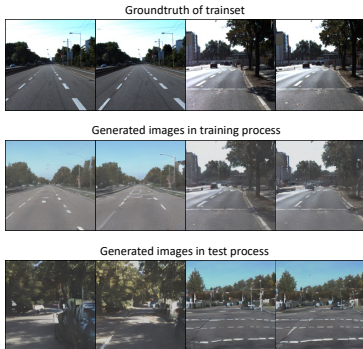 Groundtruth of trainset
Generated images in training process
Generated images in test process